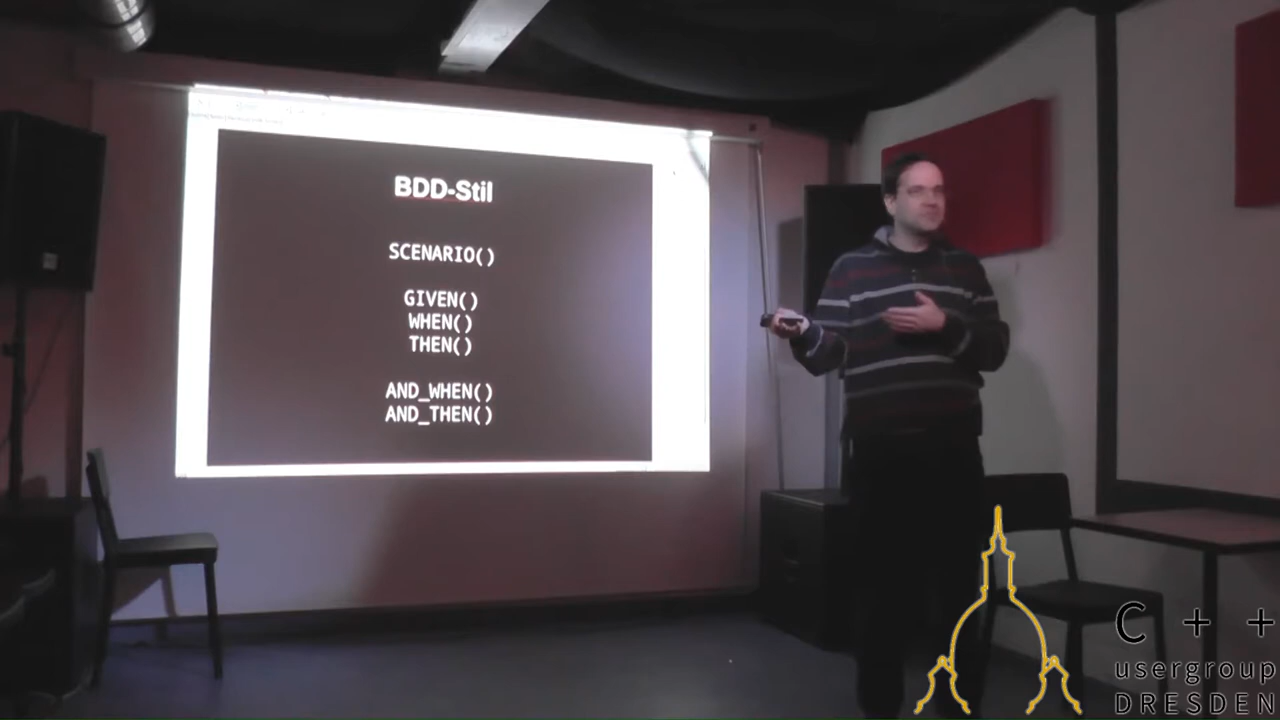 BDD-Stil
SCENARIO()
GIVEN()
WHEN()
THEN()
AND_WHEN()
AND_THEN()
C + +
usergroup
DRESDEN